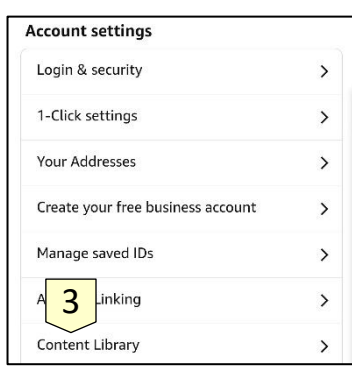 Account settings
Login & security
1-Click settings
Your Addresses
Create your free business account
Manage saved IDs
3
Linking
Content Library